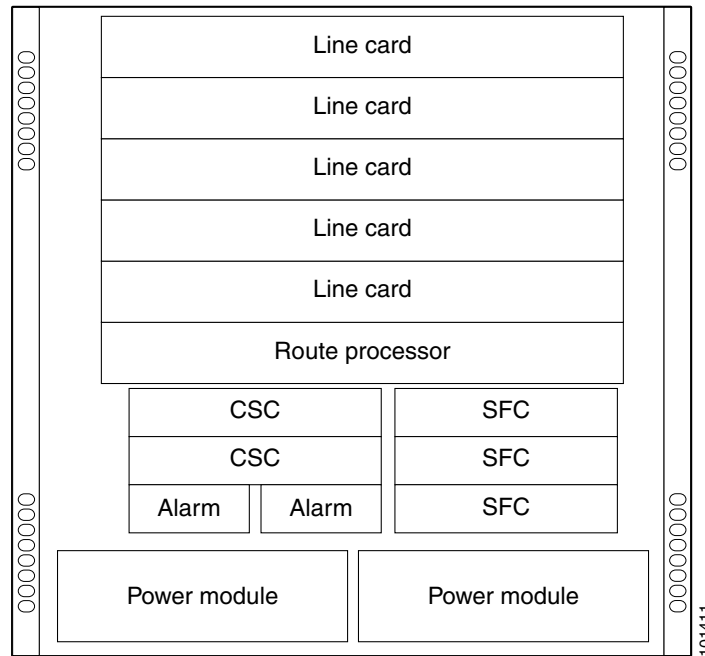 Line card
Line card
Line card
Line card
Line card
Route processor
CSC SFC
CSC SFC
Alarm Alarm SFC
Power module Power module
101411